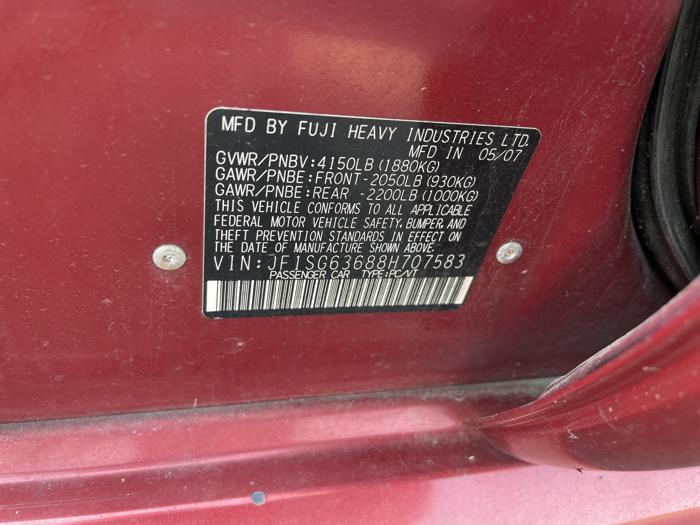 MFD BY FUJI HEAVY INDUSTRIES LTD.
MFD IN 05/07
GVWR/PNBV:4150LB(1880KG)
GAWR/PNBE:FRONT-2050LB(930KG)
GAWR/PNBE:REAR -2200LB(1000KG)
THIS VEHICLE CONFORMS TO ALL APPLICABLE
FEDERAL MOTOR VEHICLE SAFETY, BUMPER, AND
THEFT PREVENTION STANDARDS IN EFFECT ON
THE DATE OF MANUFACTURE SHOWN ABOVE.
VIN:JF1SG63688H707583
PASSENGER CAR TYPE:PC/VT